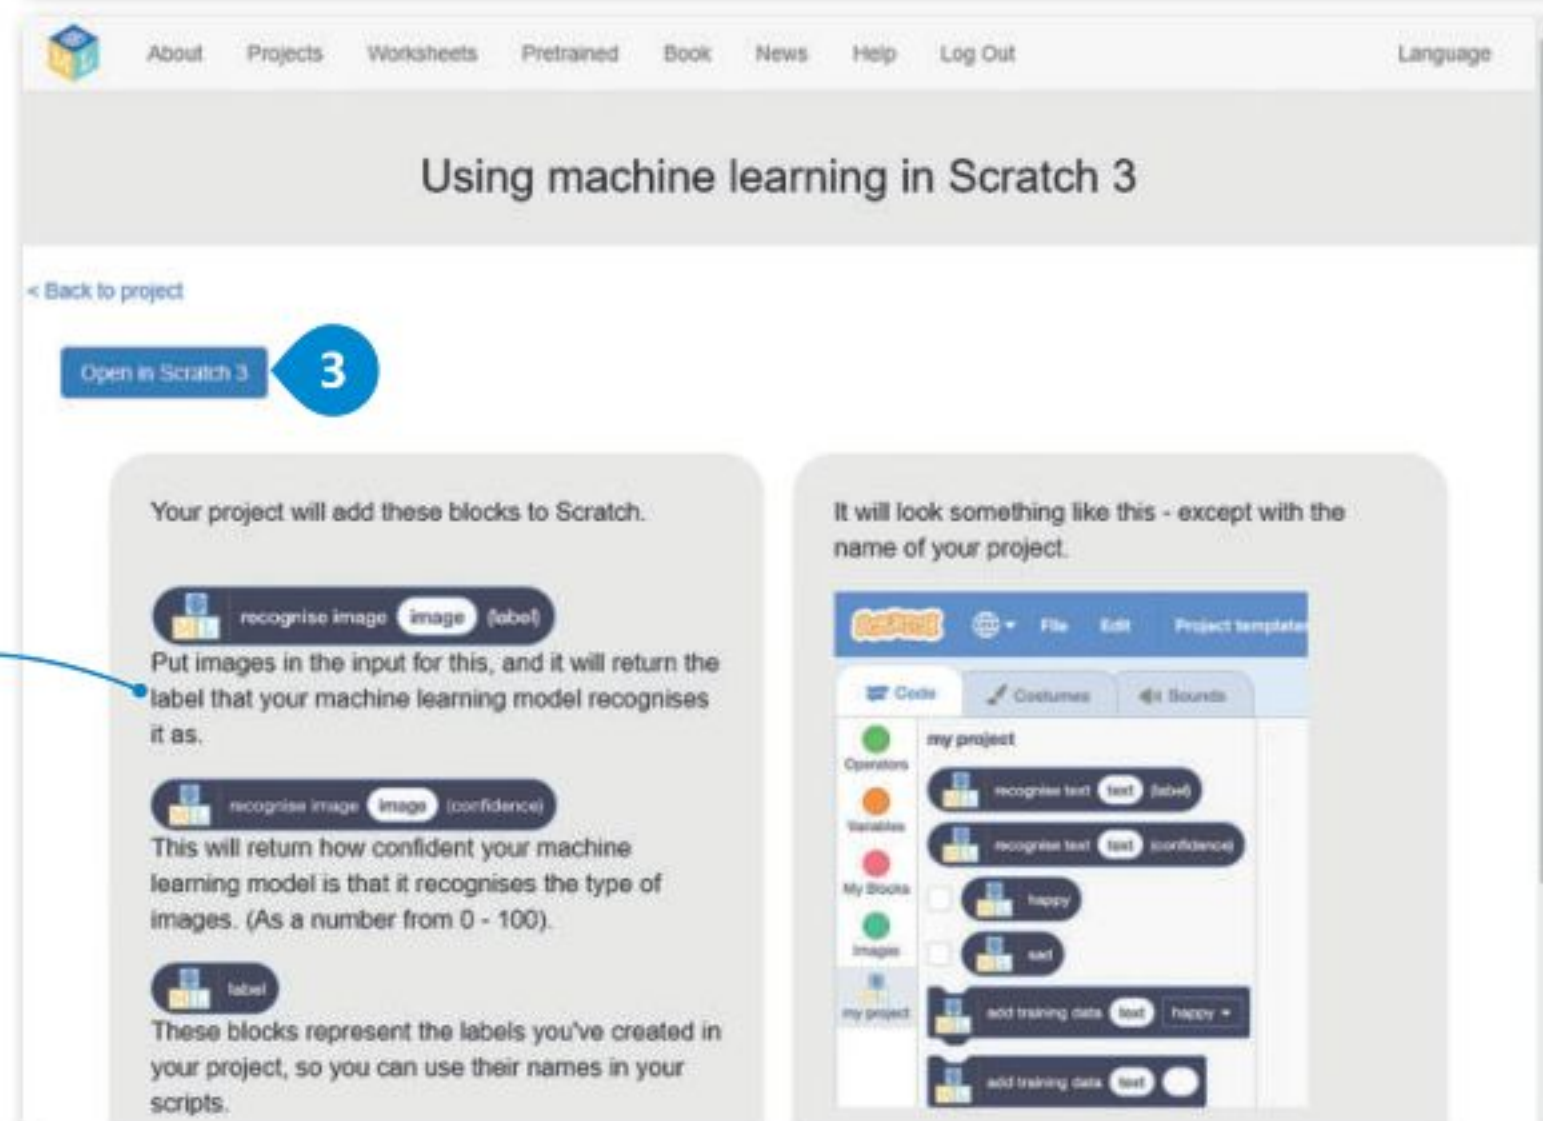 About Projects Worksheets Pretrained Book News Help Log Out Language
Using machine learning in Scratch 3
< Back to project
Open in Scratch 3
3
Your project will add these blocks to Scratch.
recognise image image (label)
Put images in the input for this, and it will return the
label that your machine learning model recognises
it as.
recognise image image (confidence)
This will return how confident your machine
learning model is that it recognises the type of
images. (As a number from 0 - 100).
label
These blocks represent the labels you've created in
your project, so you can use their names in your
scripts.
It will look something like this - except with the
name of your project.
SCRATCH File Edit Project templates
Code Costumes Sounds
Operators
Variables
My Blocks
Images
my project
my project
recognise text text (label)
recognise text text (confidence)
happy
sad
add training data text happy
add training data text